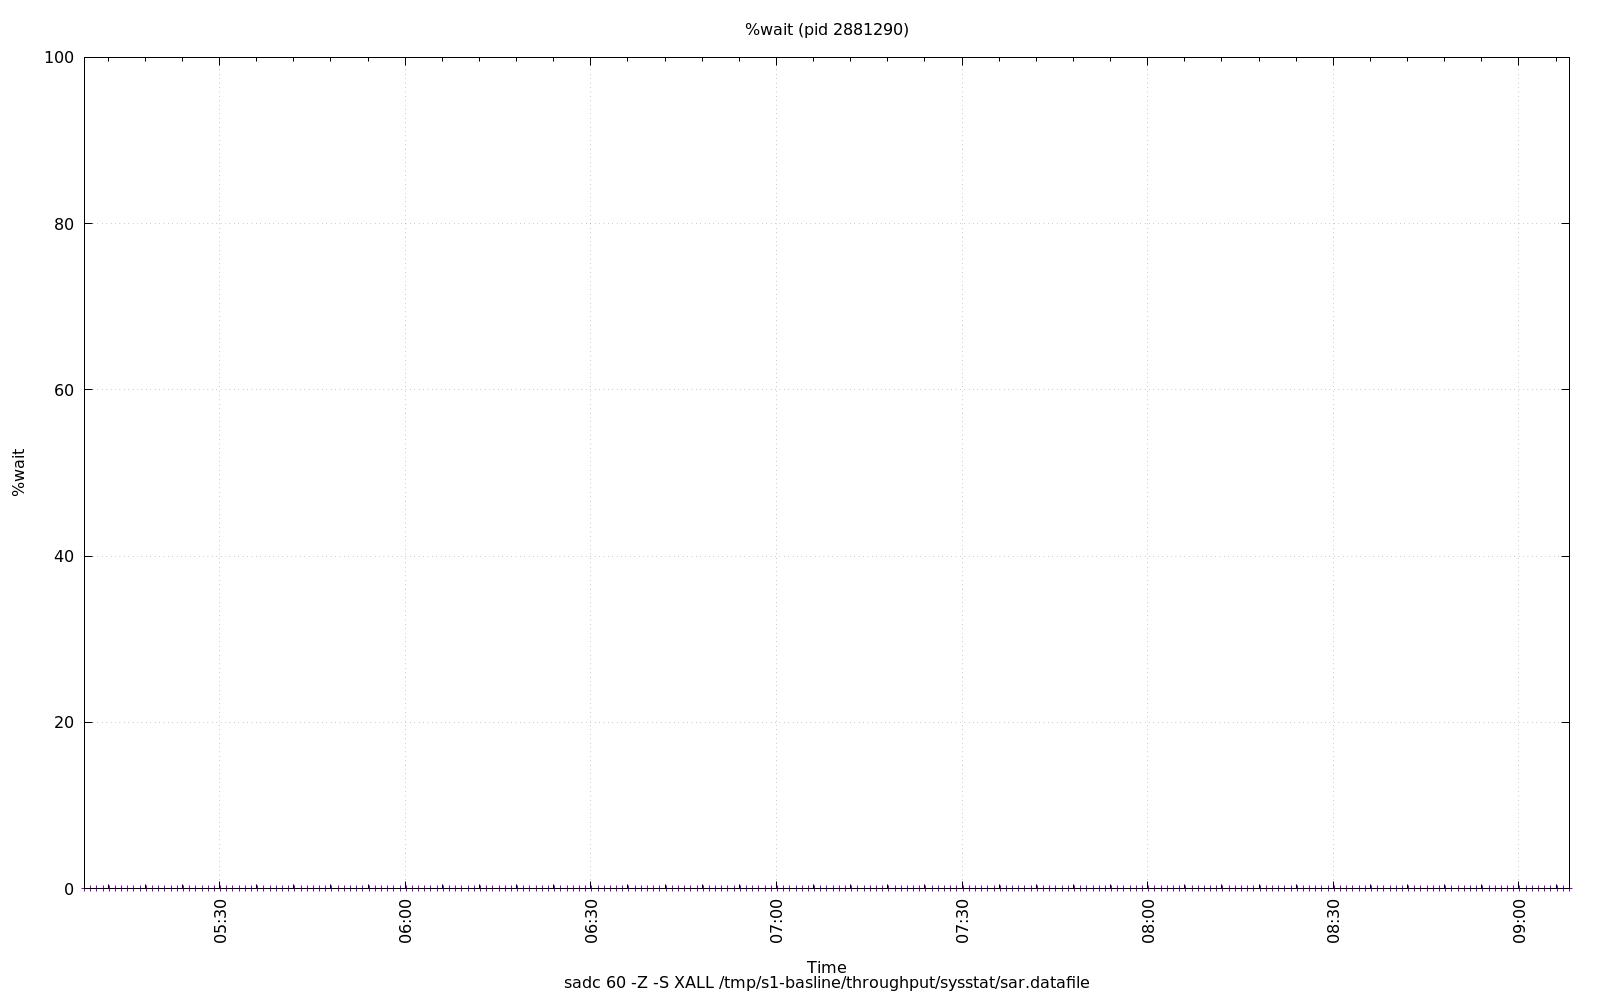 %wait (pid 2881290)
100
80
60
40
20
0
%wait
05:30 06:00 06:30 07:00 07:30 08:00 08:30 09:00
Time
sadc 60 -Z -S XALL /tmp/s1-basline/throughput/sysstat/sar.datafile